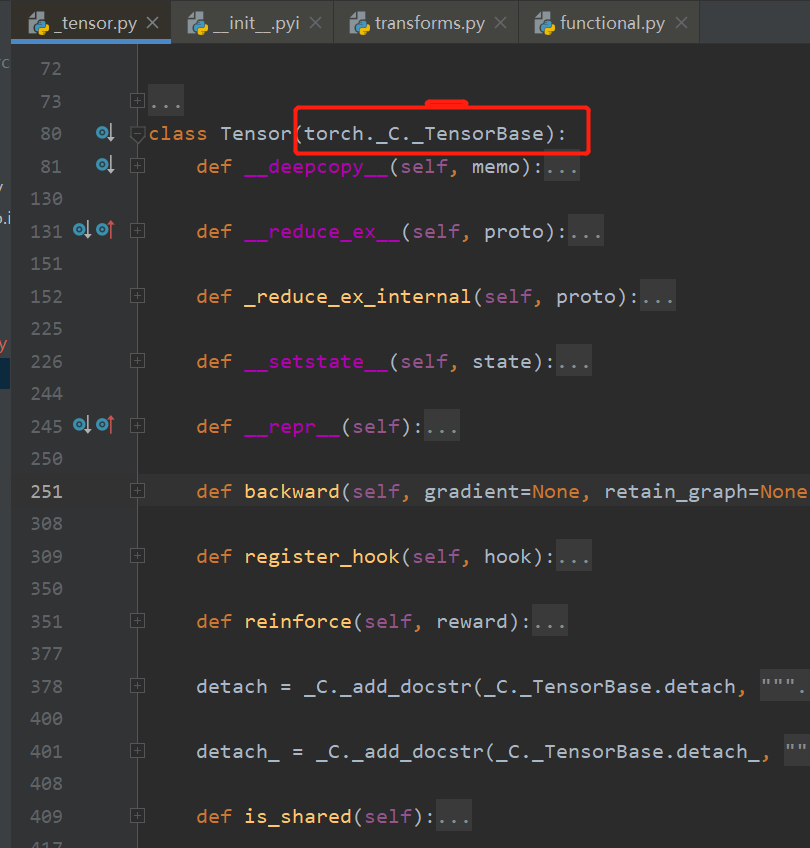 _tensor.py __init__.pyi transforms.py functional.py
72
73 ...
80 class Tensor(torch._C._TensorBase):
81 def __deepcopy__(self, memo):...
130
131 def __reduce_ex__(self, proto):...
151
152 def _reduce_ex_internal(self, proto):...
225
226 def __setstate__(self, state):...
244
245 def __repr__(self):...
250
251 def backward(self, gradient=None, retain_graph=None
308
309 def register_hook(self, hook):...
350
351 def reinforce(self, reward):...
377
378 detach = _C._add_docstr(_C._TensorBase.detach, """.
400
401 detach_ = _C._add_docstr(_C._TensorBase.detach_, ""
408
409 def is_shared(self):...
417